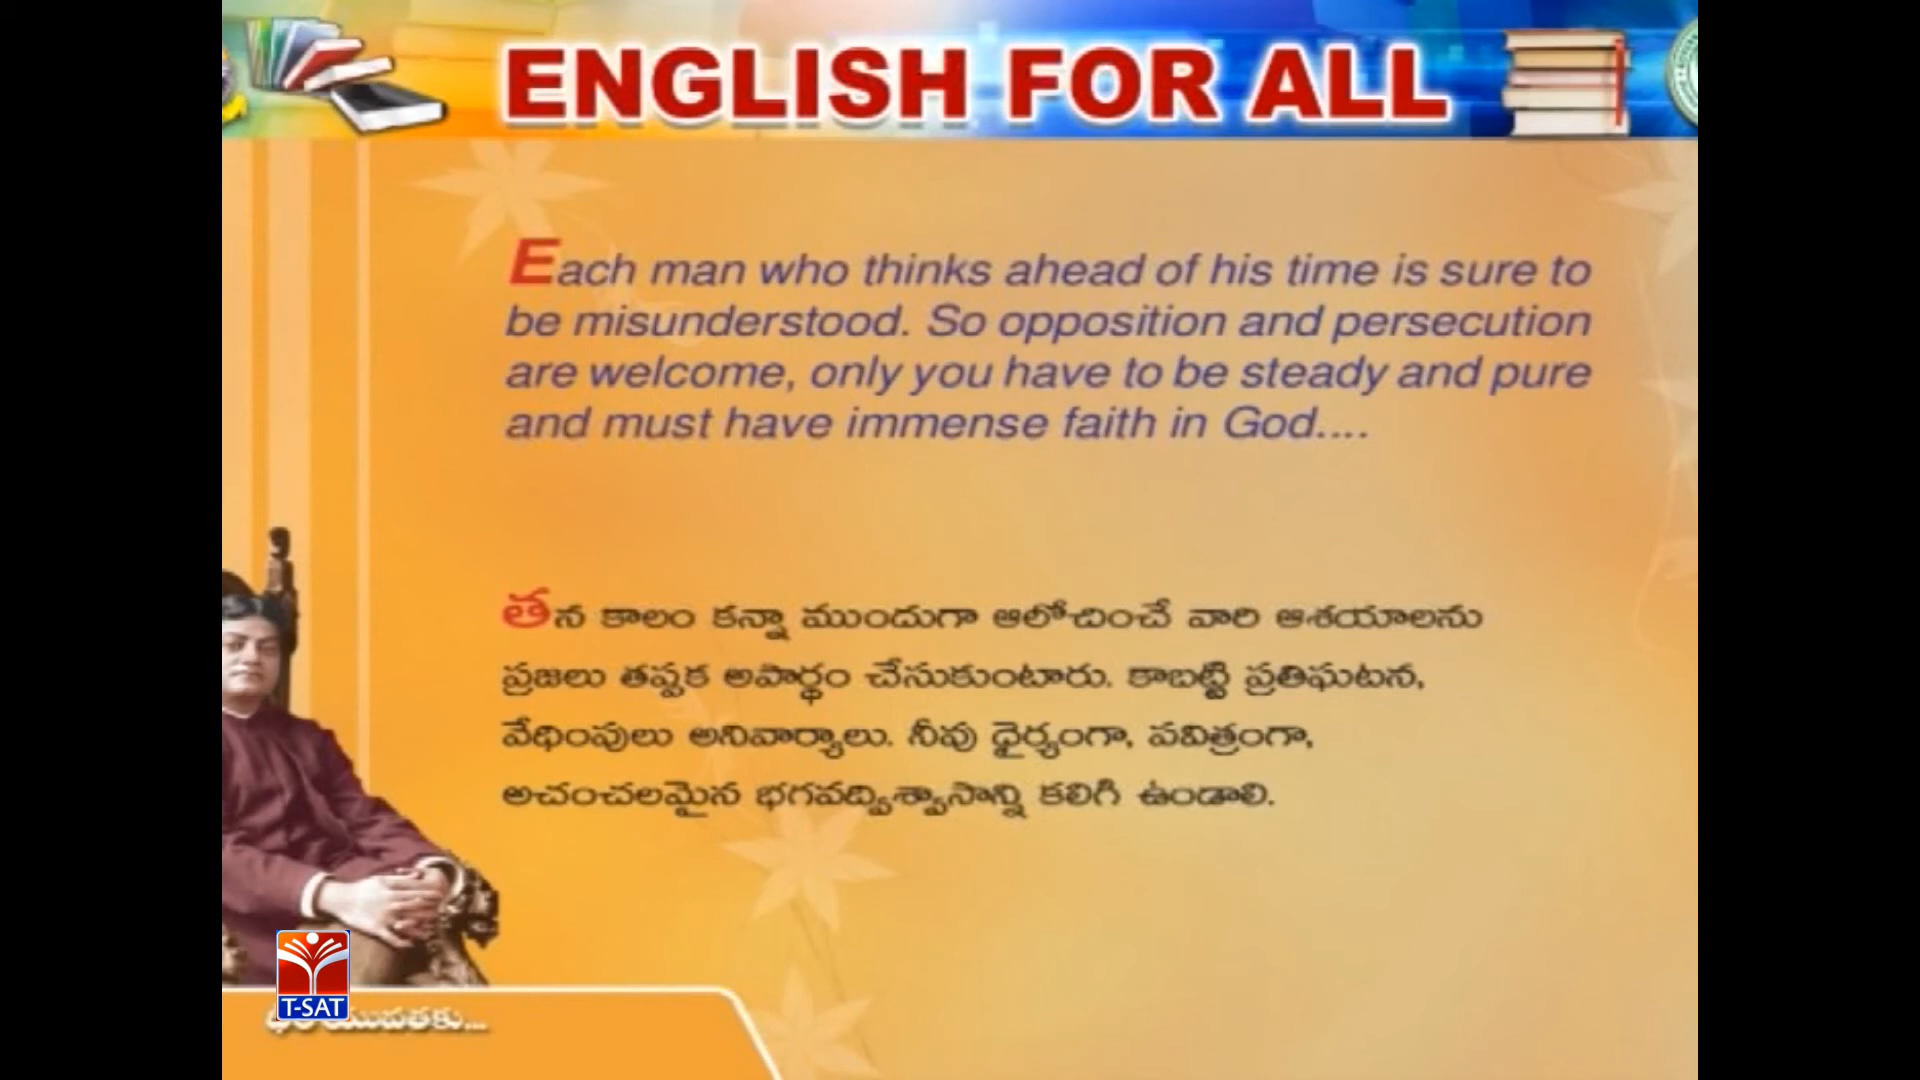 ENGLISH FOR ALL
Each man who thinks ahead of his time is sure to
be misunderstood. So opposition and persecution
are welcome, only you have to be steady and pure
and must have immense faith in God....
తన కాలం కన్నా ముందుగా ఆలోచించే వారి ఆశయాలను
ప్రజలు తప్పక అపార్థం చేసుకుంటారు. కాబట్టి ప్రతిఘటన,
వేధింపులు అనివార్యాలు. నీవు ధైర్యంగా, పవిత్రంగా,
అచంచలమైన భగవద్విశ్వాసాన్ని కలిగి ఉండాలి.
T-SAT